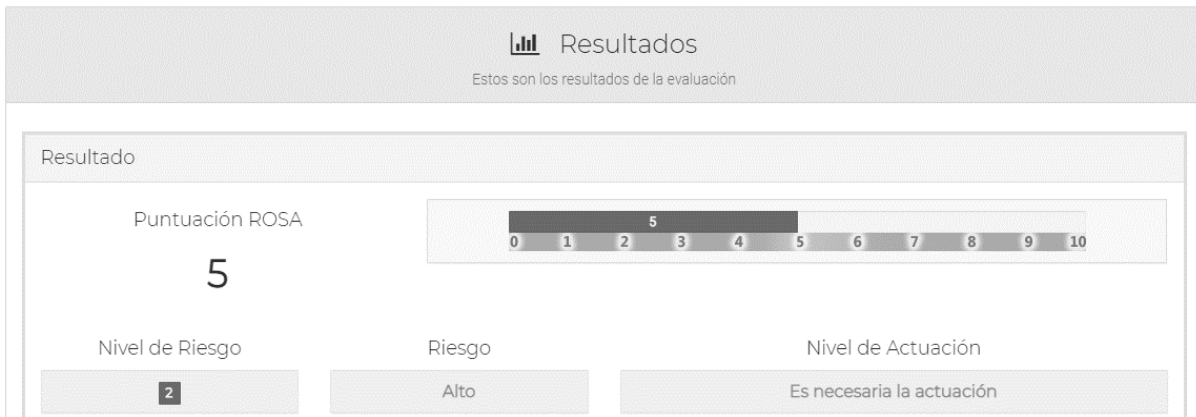 Resultados
Estos son los resultados de la evaluación
Resultado
Puntuación ROSA
5
5
0 1 2 3 4 5 6 7 8 9 10
Nivel de Riesgo Riesgo Nivel de Actuación
2 Alto Es necesaria la actuación